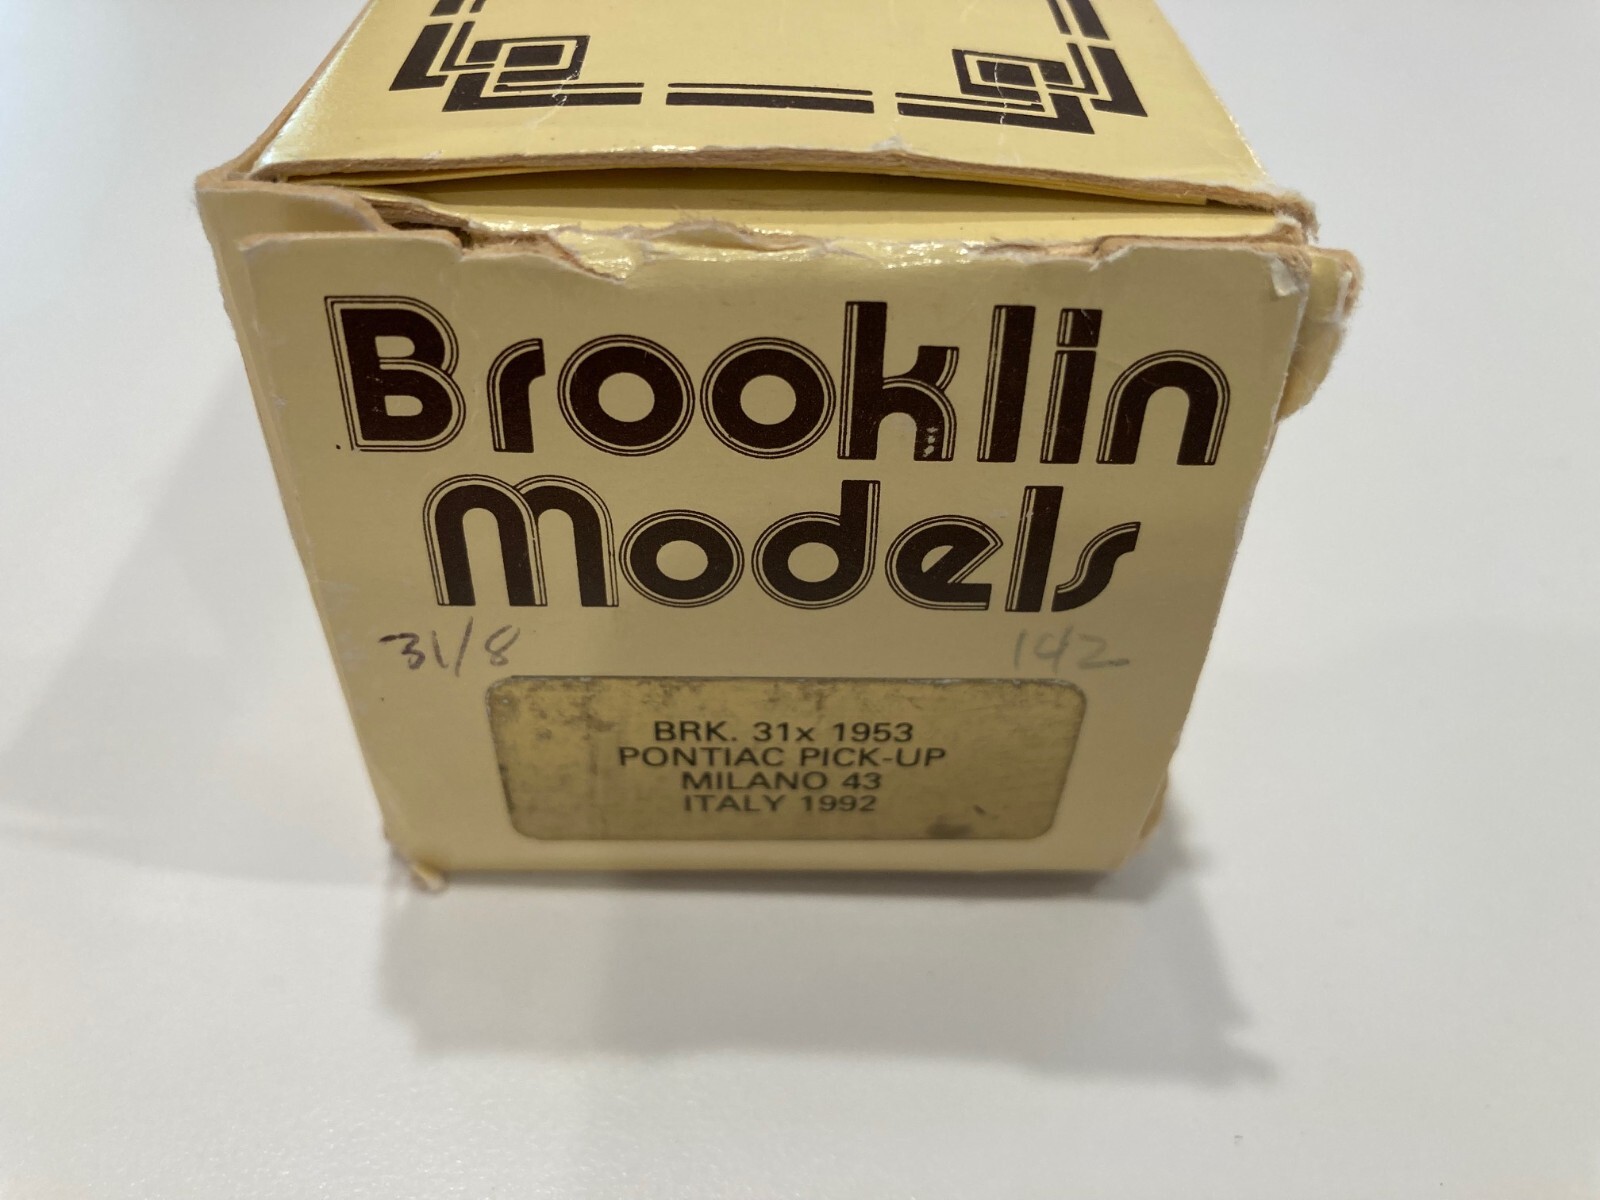 Brooklin
Models
31/8 142
BRK. 31x 1953
PONTIAC PICK-UP
MILANO 43
ITALY 1992